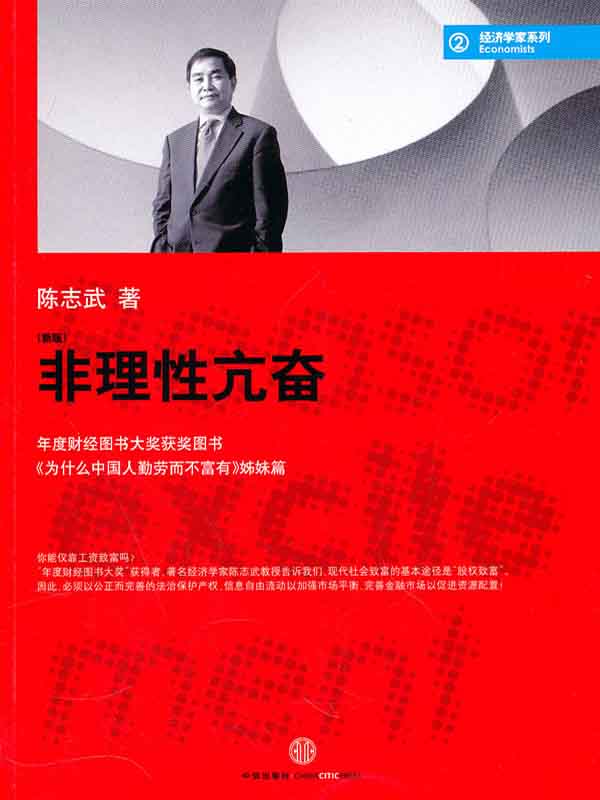 ② 经济学家系列
Economists
陈志武 著
（新版）
非理性亢奋
年度财经图书大奖获奖图书
《为什么中国人勤劳而不富有》姊妹篇
excite
你能仅靠工资致富吗？
“年度财经图书大奖”获得者、著名经济学家陈志武教授告诉我们，现代社会致富的基本途径是“股权致富”。
因此，必须以公正而完善的法治保护产权，信息自由流动以加强市场平衡，完善金融市场以促进资源配置！
ment
中信出版社·CHINACITICPRESS